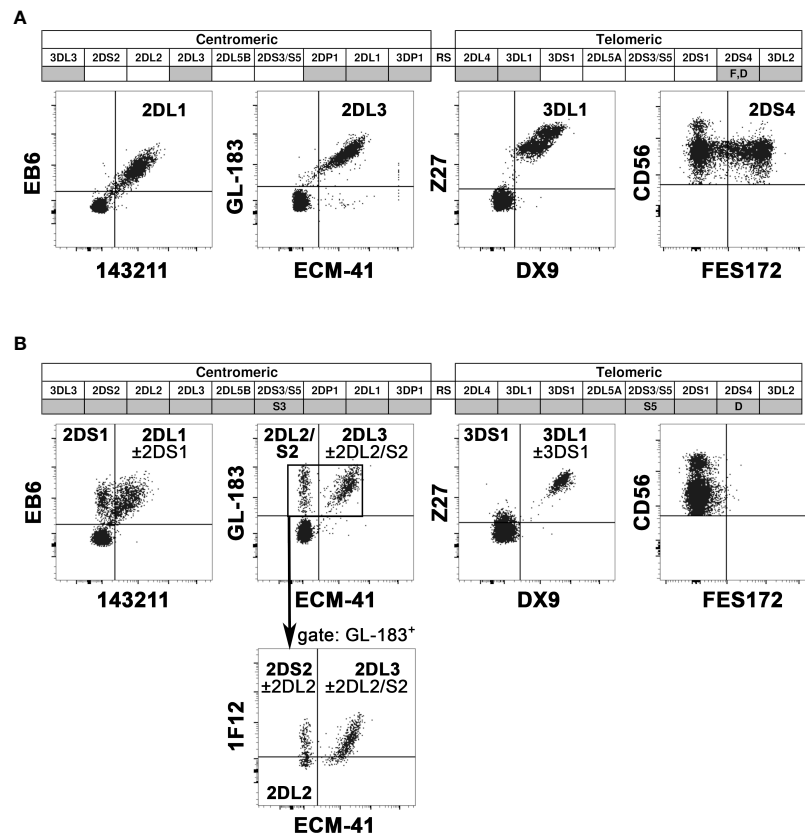 A
Centromeric Telomeric
3DL3 2DS2 2DL2 2DL3 2DL5B 2DS3/S5 2DP1 2DL1 3DP1 RS 2DL4 3DL1 3DS1 2DL5A 2DS3/S5 2DS1 2DS4 3DL2
F,D
2DL1 2DL3 3DL1 2DS4
EB6 GL-183 Z27 CD56
143211 ECM-41 DX9 FES172
B
Centromeric Telomeric
3DL3 2DS2 2DL2 2DL3 2DL5B 2DS3/S5 2DP1 2DL1 3DP1 RS 2DL4 3DL1 3DS1 2DL5A 2DS3/S5 2DS1 2DS4 3DL2
S3 S5 D
2DS1 2DL1 2DL2/ 2DL3 3DS1 3DL1
±2DS1 S2 ±2DL2/S2 ±3DS1
EB6 GL-183 Z27 CD56
143211 ECM-41 DX9 FES172
gate: GL-183+
2DS2 2DL3
±2DL2 ±2DL2/S2
1F12
2DL2
ECM-41